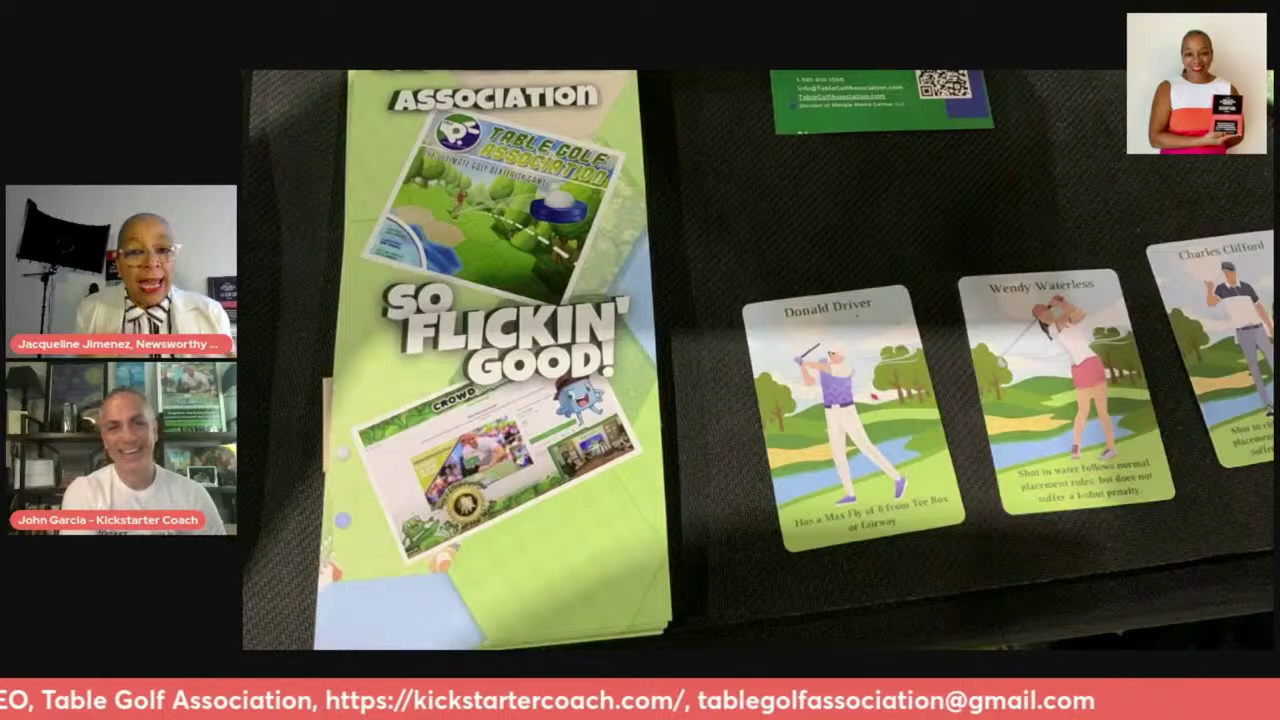 ASSOCIATION
TABLE GOLF
ASSOCIATION
SO
FLICKIN'
GOOD!
CROWD
Info@TableGolfAssociation.com
TableGolfAssociation.com
Donald Driver
Has a Max Fly of 8 from Tee Box
or fairway
Wendy Waterless
Shot in water follows normal
placement rules, but does not
suffer a 1-shot penalty.
Charles Clifford
Jacqueline Jimenez, Newsworthy ...
John Garcia - Kickstarter Coach
EO, Table Golf Association, https://kickstartercoach.com/, tablegolfassociation@gmail.com